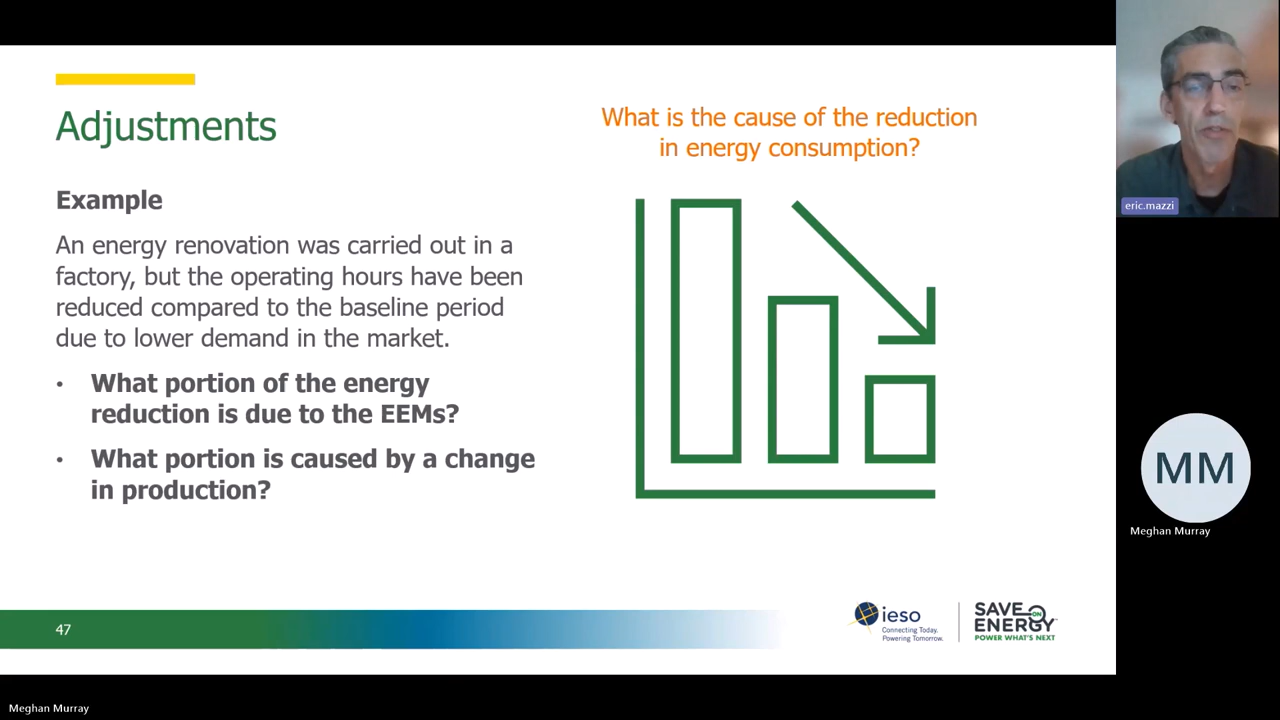 Adjustments
What is the cause of the reduction
in energy consumption?
Example
An energy renovation was carried out in a
factory, but the operating hours have been
reduced compared to the baseline period
due to lower demand in the market.
• What portion of the energy
reduction is due to the EEMs?
• What portion is caused by a change
in production?
47
ieso
Connecting Today.
Powering Tomorrow.
SAVE ON
ENERGY
POWER WHAT'S NEXT
eric.mazzi
MM
Meghan Murray
Meghan Murray